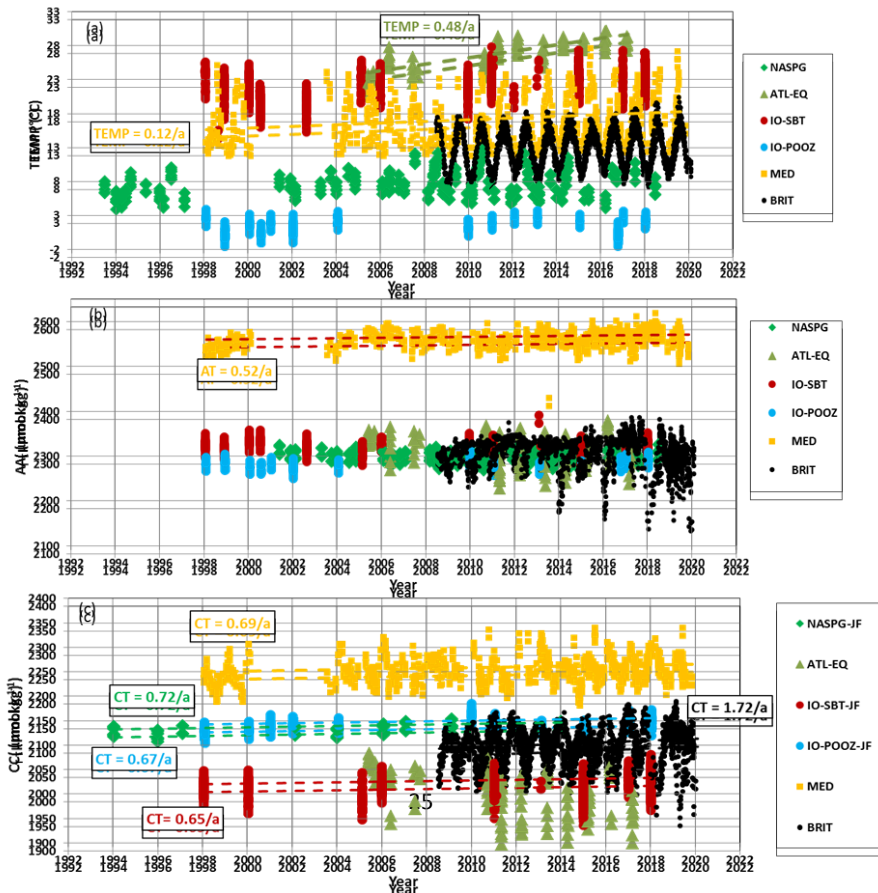 (a)
(a)
TEMP = 0.48/a
TEMP = 0.12/a
33
28
23
18
13
8
3
-2
1992 1994 1996 1998 2000 2002 2004 2006 2008 2010 2012 2014 2016 2018 2020 2022
Year
Year
NASPG
ATL-EQ
IO-SBT
IO-POOZ
MED
BRIT
(b)
(b)
AT = 0.52/a
2600
2500
2400
2300
2200
2100
1992 1994 1996 1998 2000 2002 2004 2006 2008 2010 2012 2014 2016 2018 2020 2022
Year
Year
NASPG
ATL-EQ
IO-SBT
IO-POOZ
MED
BRIT
(c)
(c)
CT = 0.69/a
CT = 0.72/a
CT = 1.72/a
CT = 0.67/a
CT = 0.65/a
25
2400
2350
2300
2250
2200
2150
2100
2050
2000
1950
1900
1992 1994 1996 1998 2000 2002 2004 2006 2008 2010 2012 2014 2016 2018 2020 2022
Year
Year
NASPG-JF
ATL-EQ
IO-SBT-JF
IO-POOZ-JF
MED
BRIT